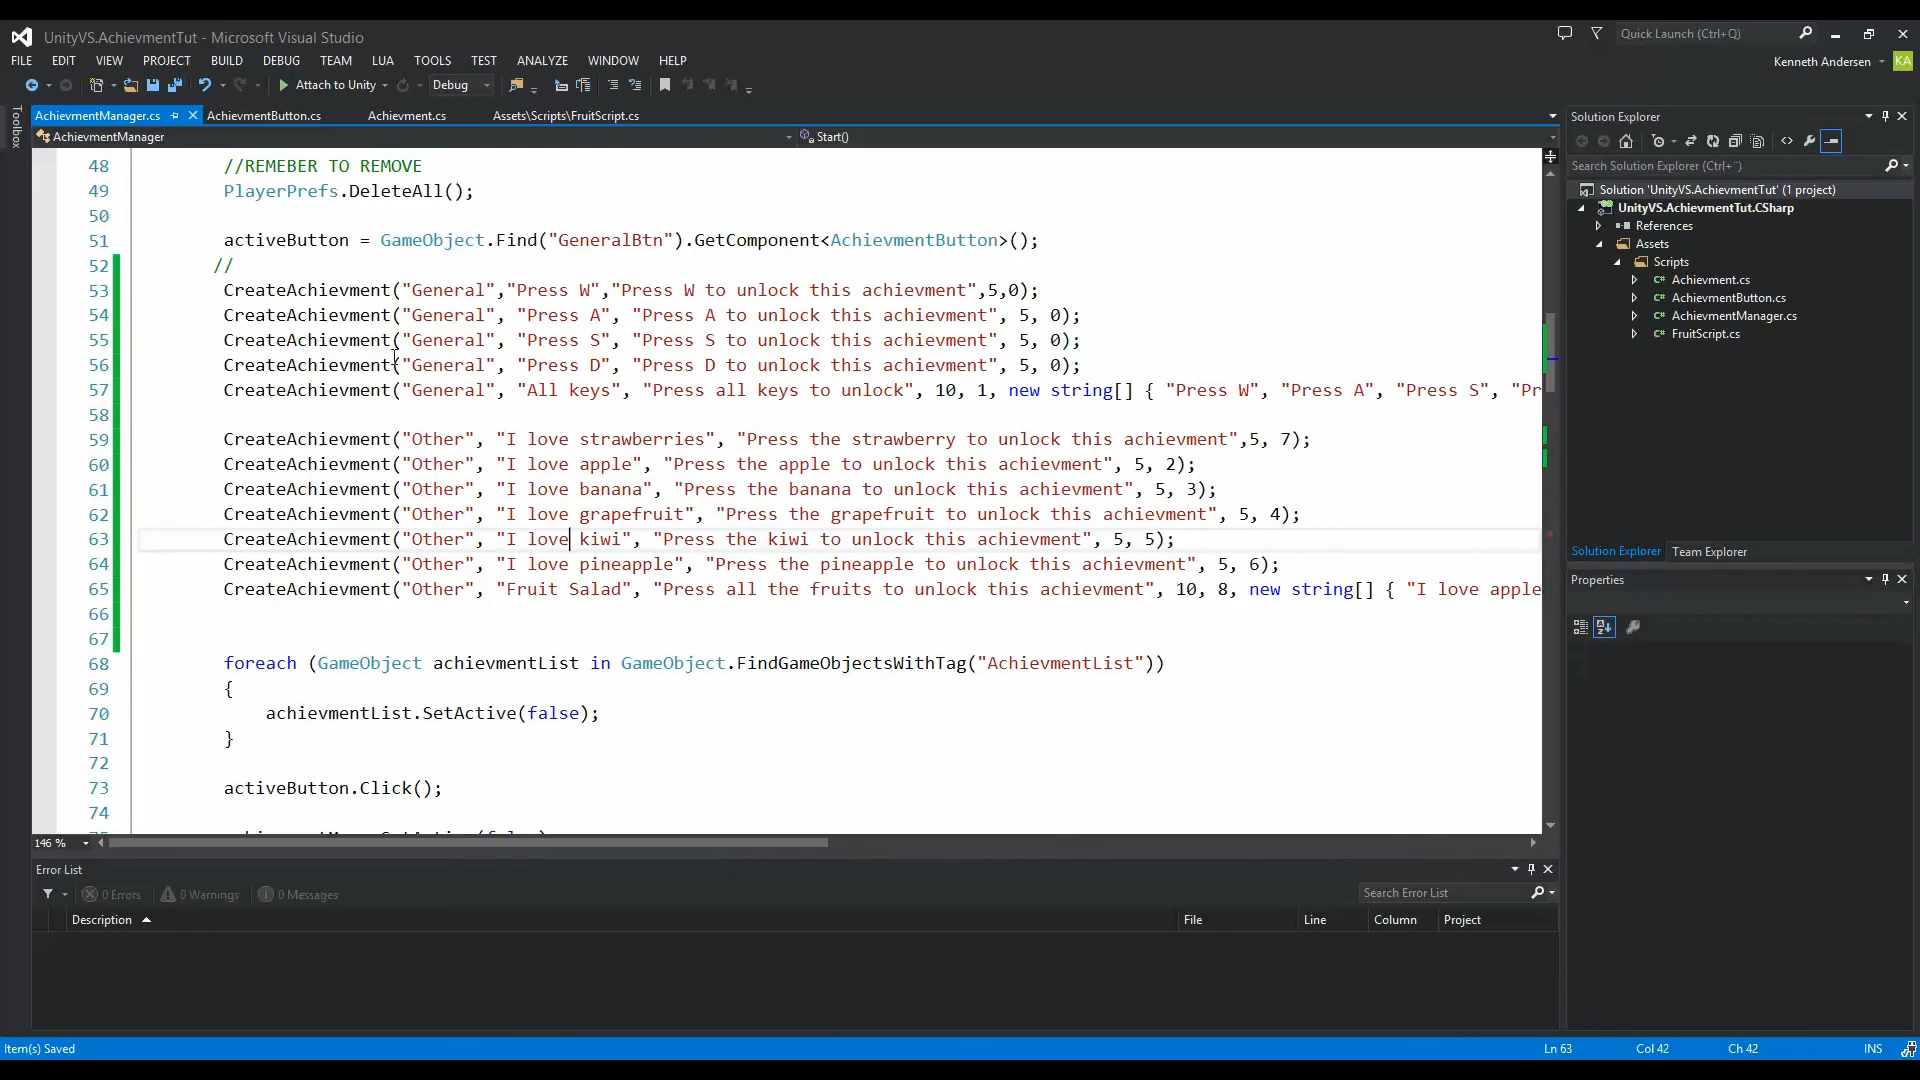 UnityVS.AchievmentTut - Microsoft Visual Studio
Quick Launch (Ctrl+Q)
FILE EDIT VIEW PROJECT BUILD DEBUG TEAM LUA TOOLS TEST ANALYZE WINDOW HELP
Kenneth Andersen KA
Attach to Unity Debug
Toolbox
AchievmentManager.cs AchievmentButton.cs Achievment.cs Assets\Scripts\FruitScript.cs
AchievmentManager Start()
48 //REMEBER TO REMOVE
49 PlayerPrefs.DeleteAll();
50
51 activeButton = GameObject.Find("GeneralBtn").GetComponent<AchievmentButton>();
52 //
53 CreateAchievment("General","Press W","Press W to unlock this achievment",5,0);
54 CreateAchievment("General", "Press A", "Press A to unlock this achievment", 5, 0);
55 CreateAchievment("General", "Press S", "Press S to unlock this achievment", 5, 0);
56 CreateAchievment("General", "Press D", "Press D to unlock this achievment", 5, 0);
57 CreateAchievment("General", "All keys", "Press all keys to unlock", 10, 1, new string[] { "Press W", "Press A", "Press S", "Pr
58
59 CreateAchievment("Other", "I love strawberries", "Press the strawberry to unlock this achievment",5, 7);
60 CreateAchievment("Other", "I love apple", "Press the apple to unlock this achievment", 5, 2);
61 CreateAchievment("Other", "I love banana", "Press the banana to unlock this achievment", 5, 3);
62 CreateAchievment("Other", "I love grapefruit", "Press the grapefruit to unlock this achievment", 5, 4);
63 CreateAchievment("Other", "I love kiwi", "Press the kiwi to unlock this achievment", 5, 5);
64 CreateAchievment("Other", "I love pineapple", "Press the pineapple to unlock this achievment", 5, 6);
65 CreateAchievment("Other", "Fruit Salad", "Press all the fruits to unlock this achievment", 10, 8, new string[] { "I love apple
66
67
68 foreach (GameObject achievmentList in GameObject.FindGameObjectsWithTag("AchievmentList"))
69 {
70 achievmentList.SetActive(false);
71 }
72
73 activeButton.Click();
74
146 %
Solution Explorer
Search Solution Explorer (Ctrl+¨)
Solution 'UnityVS.AchievmentTut' (1 project)
UnityVS.AchievmentTut.CSharp
References
Assets
Scripts
C# Achievment.cs
C# AchievmentButton.cs
C# AchievmentManager.cs
C# FruitScript.cs
Solution Explorer Team Explorer
Properties
Error List
0 Errors 0 Warnings 0 Messages
Search Error List
Description File Line Column Project
Item(s) Saved
Ln 63 Col 42 Ch 42 INS